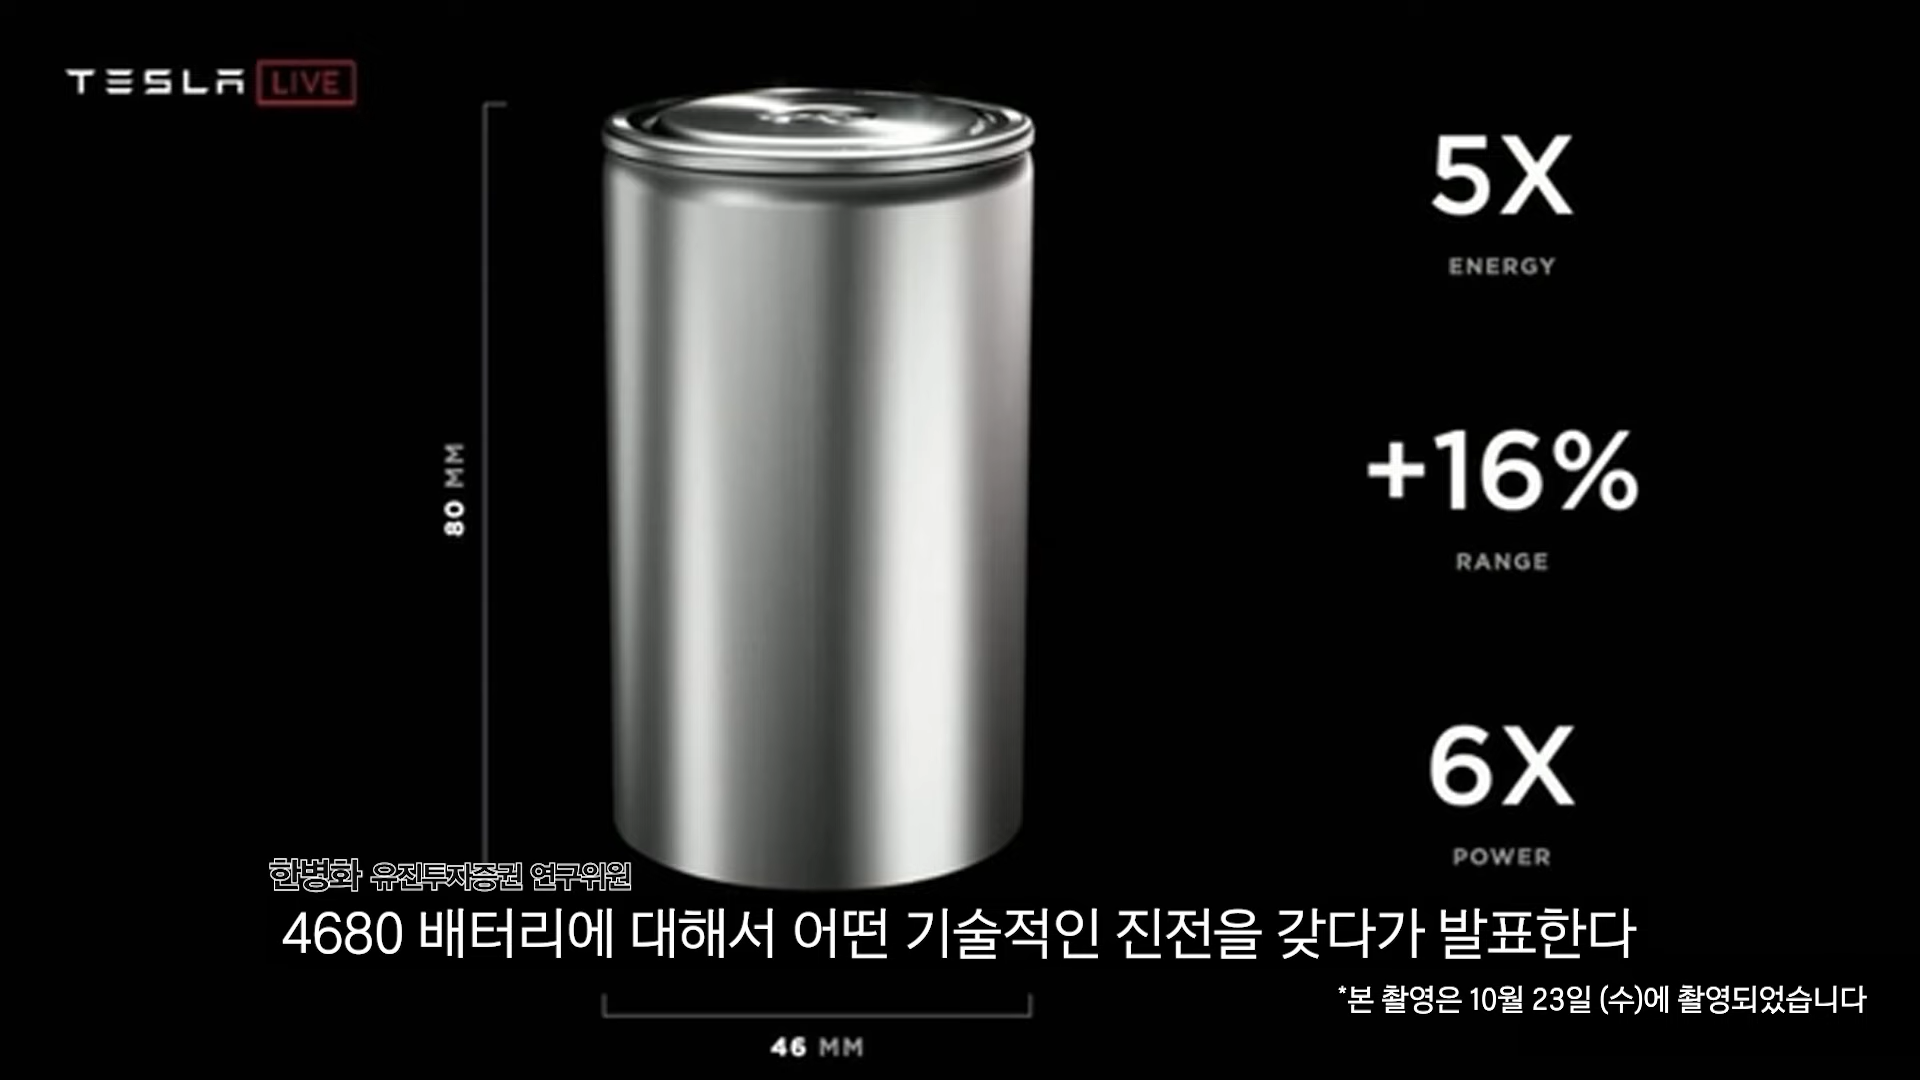 TESLA LIVE
5X
ENERGY
+16%
RANGE
6X
POWER
80 MM
한병화 유진투자증권 연구위원
4680 배터리에 대해서 어떤 기술적인 진전을 갖다가 발표한다
*본 촬영은 10월 23일 (수)에 촬영되었습니다
46 MM